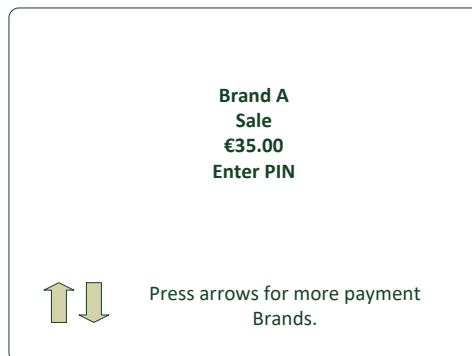 Brand A
Sale
€35.00
Enter PIN
Press arrows for more payment
Brands.